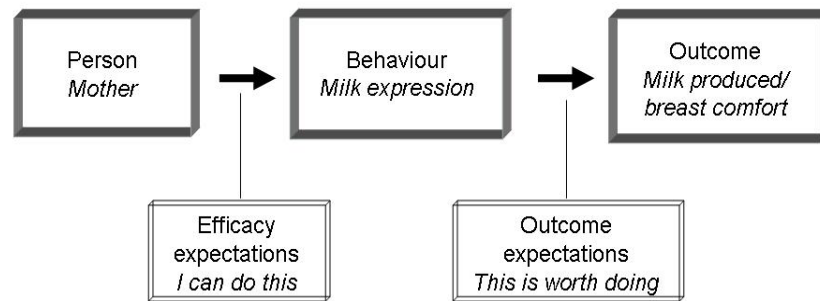 Person
Mother
Behaviour
Milk expression
Outcome
Milk produced/
breast comfort
Efficacy
expectations
I can do this
Outcome
expectations
This is worth doing